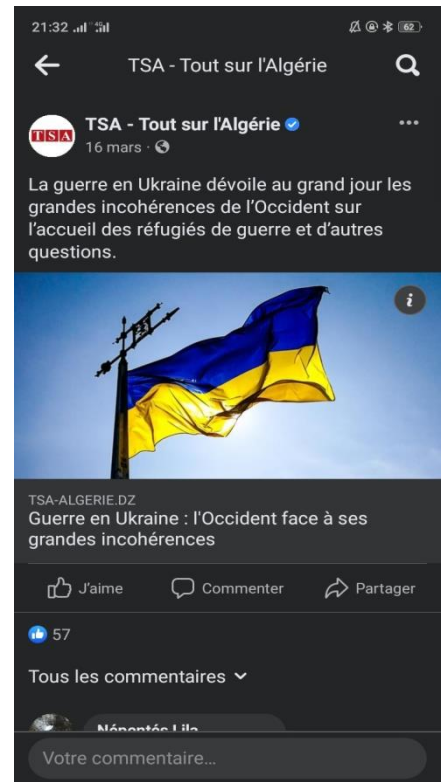 21:32
62
TSA - Tout sur l'Algérie
TSA
TSA - Tout sur l'Algérie
16 mars ·
La guerre en Ukraine dévoile au grand jour les
grandes incohérences de l'Occident sur
l'accueil des réfugiés de guerre et d'autres
questions.
i
TSA-ALGERIE.DZ
Guerre en Ukraine : l'Occident face à ses
grandes incohérences
J'aime
Commenter
Partager
57
Tous les commentaires
Népentés Lila
Votre commentaire...